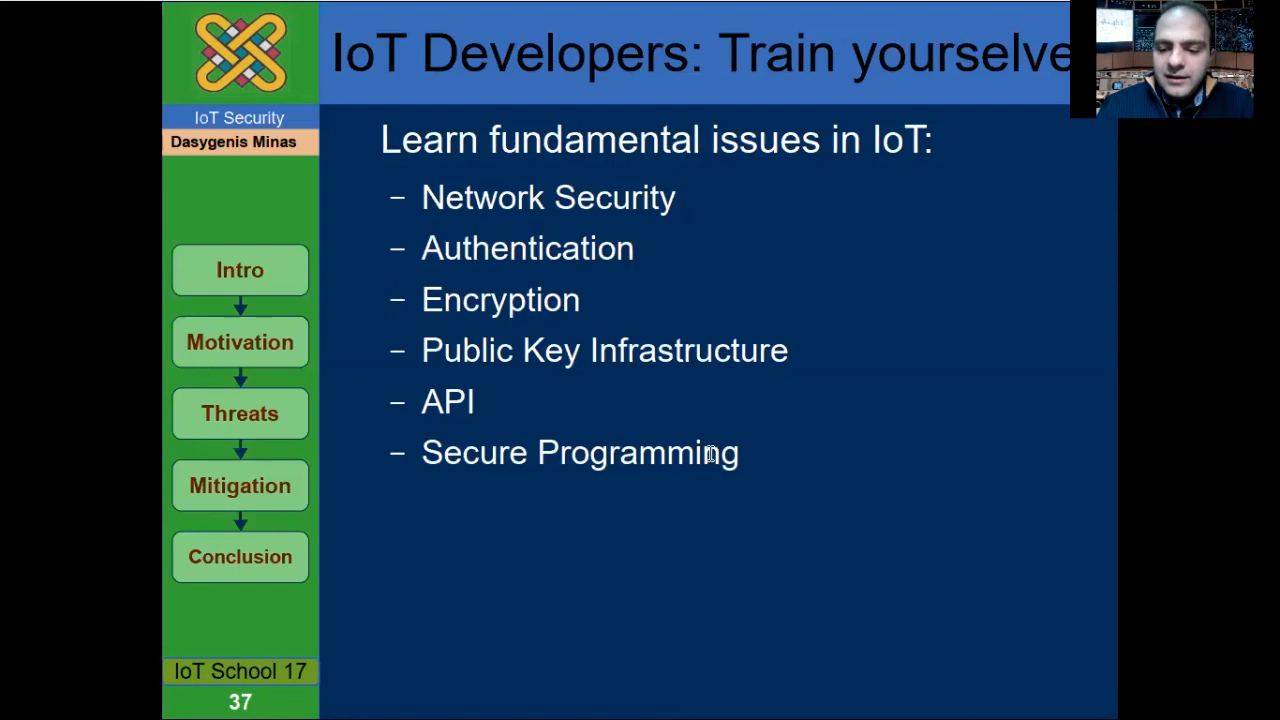 IoT Developers: Train yourselve
IoT Security
Dasygenis Minas
Learn fundamental issues in IoT:
– Network Security
– Authentication
– Encryption
– Public Key Infrastructure
– API
– Secure Programming
Intro
Motivation
Threats
Mitigation
Conclusion
IoT School 17
37